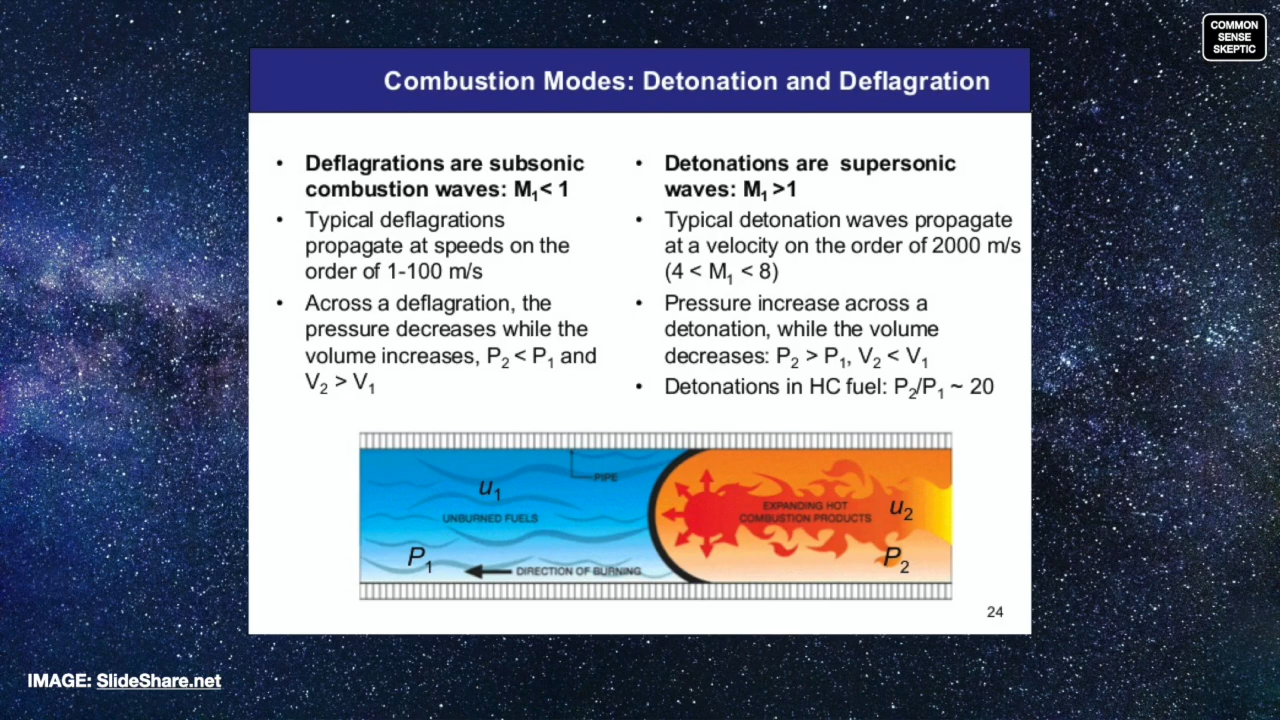 COMMON
SENSE
SKEPTIC
Combustion Modes: Detonation and Deflagration
• Deflagrations are subsonic
combustion waves: M₁< 1
• Typical deflagrations
propagate at speeds on the
order of 1-100 m/s
• Across a deflagration, the
pressure decreases while the
volume increases, P₂ < P₁ and
V₂ > V₁
• Detonations are supersonic
waves: M₁ >1
• Typical detonation waves propagate
at a velocity on the order of 2000 m/s
(4 < M₁ < 8)
• Pressure increase across a
detonation, while the volume
decreases: P₂ > P₁, V₂ < V₁
• Detonations in HC fuel: P₂/P₁ ~ 20
PIPE
u₁
UNBURNED FUELS
P₁
DIRECTION OF BURNING
EXPANDING HOT
COMBUSTION PRODUCTS
u₂
P₂
24
IMAGE: SlideShare.net